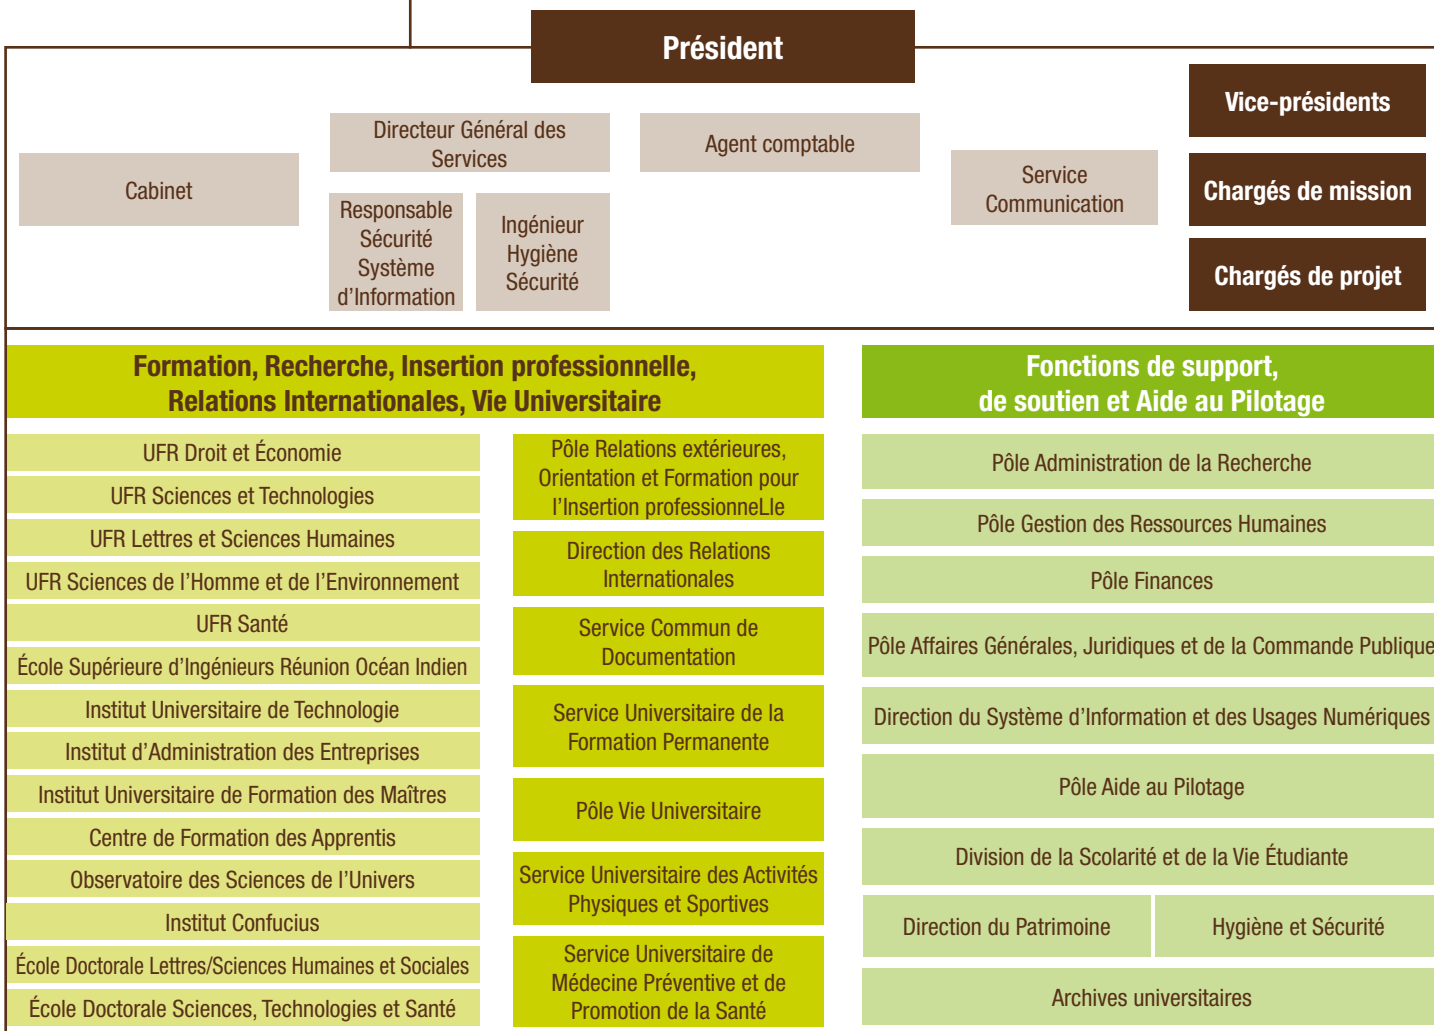 Président
Vice-présidents
Chargés de mission
Chargés de projet
Cabinet
Directeur Général des
Services
Responsable
Sécurité
Système
d’Information
Ingénieur
Hygiène
Sécurité
Agent comptable
Service
Communication
Formation, Recherche, Insertion professionnelle,
Relations Internationales, Vie Universitaire
UFR Droit et Économie
UFR Sciences et Technologies
UFR Lettres et Sciences Humaines
UFR Sciences de l’Homme et de l’Environnement
UFR Santé
École Supérieure d’Ingénieurs Réunion Océan Indien
Institut Universitaire de Technologie
Institut d’Administration des Entreprises
Institut Universitaire de Formation des Maîtres
Centre de Formation des Apprentis
Observatoire des Sciences de l’Univers
Institut Confucius
École Doctorale Lettres/Sciences Humaines et Sociales
École Doctorale Sciences, Technologies et Santé
Pôle Relations extérieures,
Orientation et Formation pour
l’Insertion professionneLle
Direction des Relations
Internationales
Service Commun de
Documentation
Service Universitaire de la
Formation Permanente
Pôle Vie Universitaire
Service Universitaire des Activités
Physiques et Sportives
Service Universitaire de
Médecine Préventive et de
Promotion de la Santé
Fonctions de support,
de soutien et Aide au Pilotage
Pôle Administration de la Recherche
Pôle Gestion des Ressources Humaines
Pôle Finances
Pôle Affaires Générales, Juridiques et de la Commande Publique
Direction du Système d’Information et des Usages Numériques
Pôle Aide au Pilotage
Division de la Scolarité et de la Vie Étudiante
Direction du Patrimoine
Hygiène et Sécurité
Archives universitaires